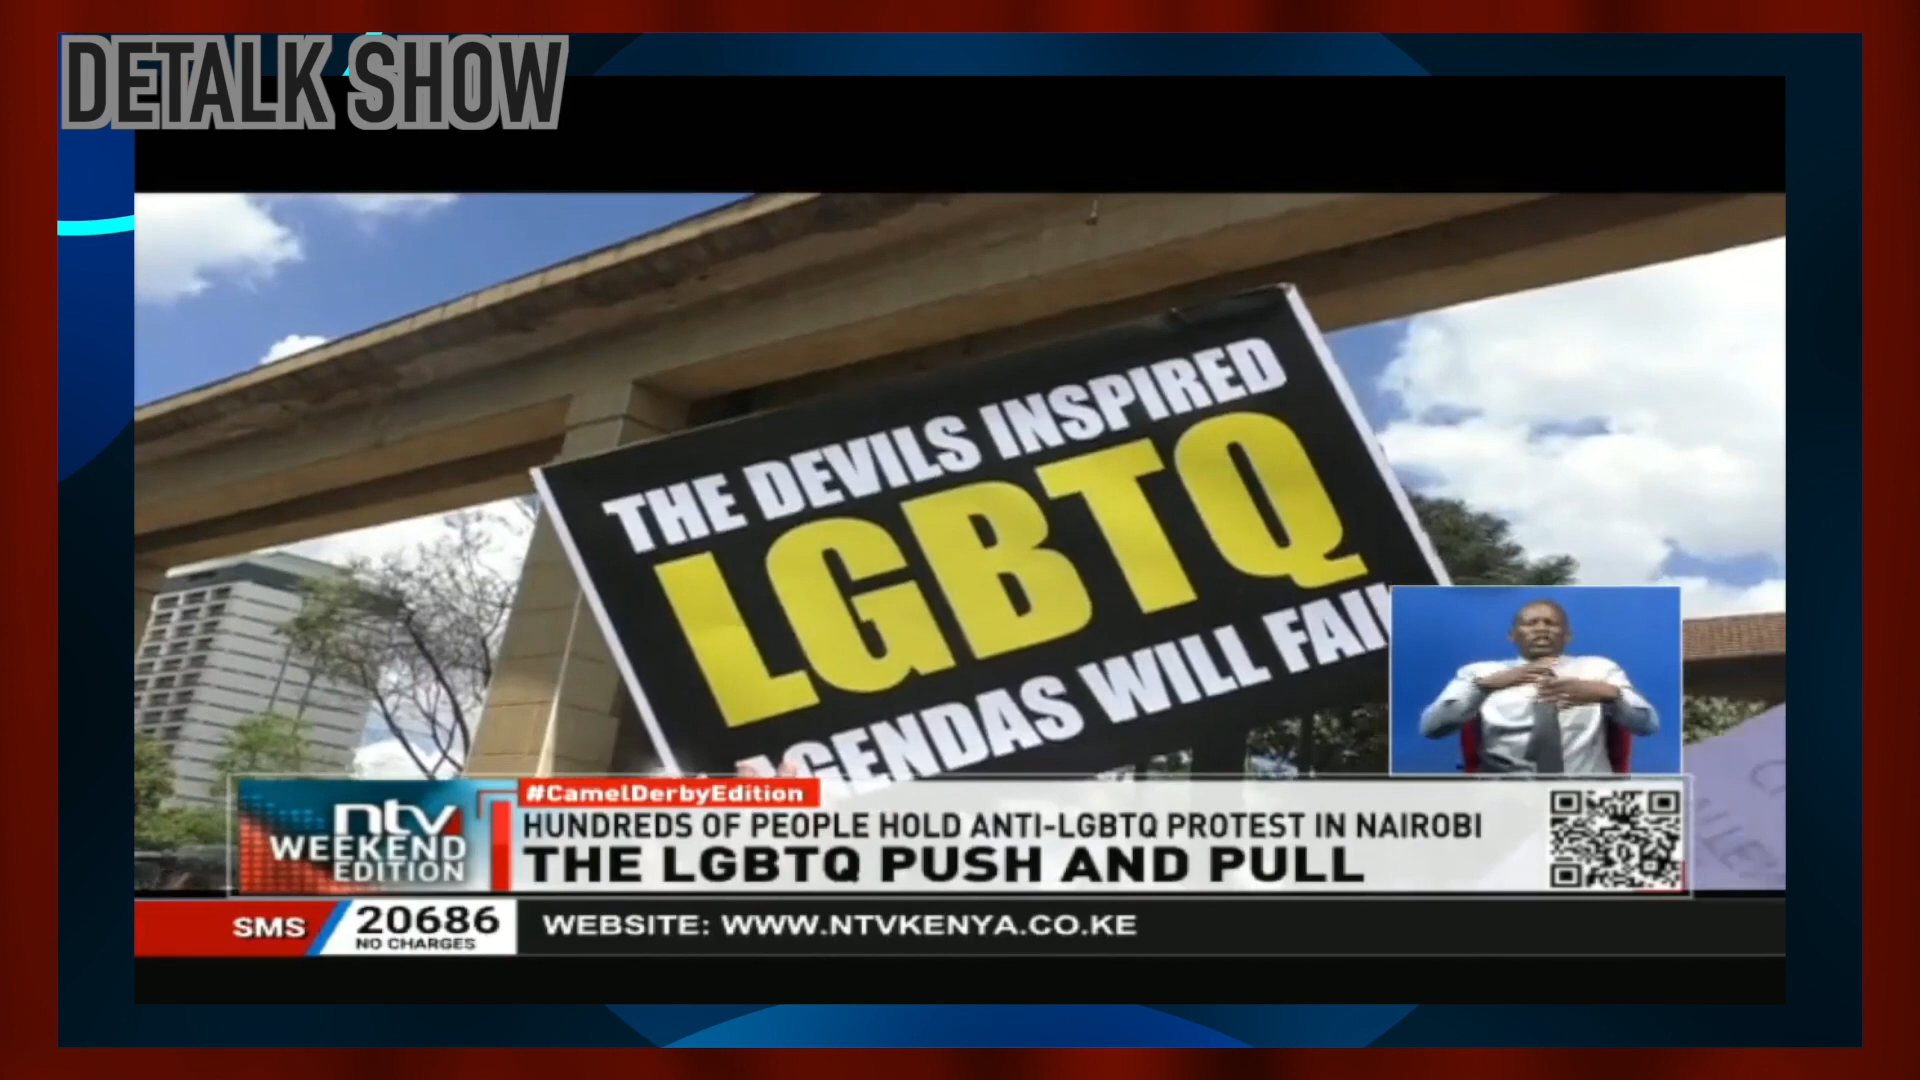 DETALK SHOW
THE DEVILS INSPIRED
LGBTQ
AGENDAS WILL FAIL
#CamelDerbyEdition
ntv
WEEKEND
EDITION
HUNDREDS OF PEOPLE HOLD ANTI-LGBTQ PROTEST IN NAIROBI
THE LGBTQ PUSH AND PULL
SMS
20686
NO CHARGES
WEBSITE: WWW.NTVKENYA.CO.KE